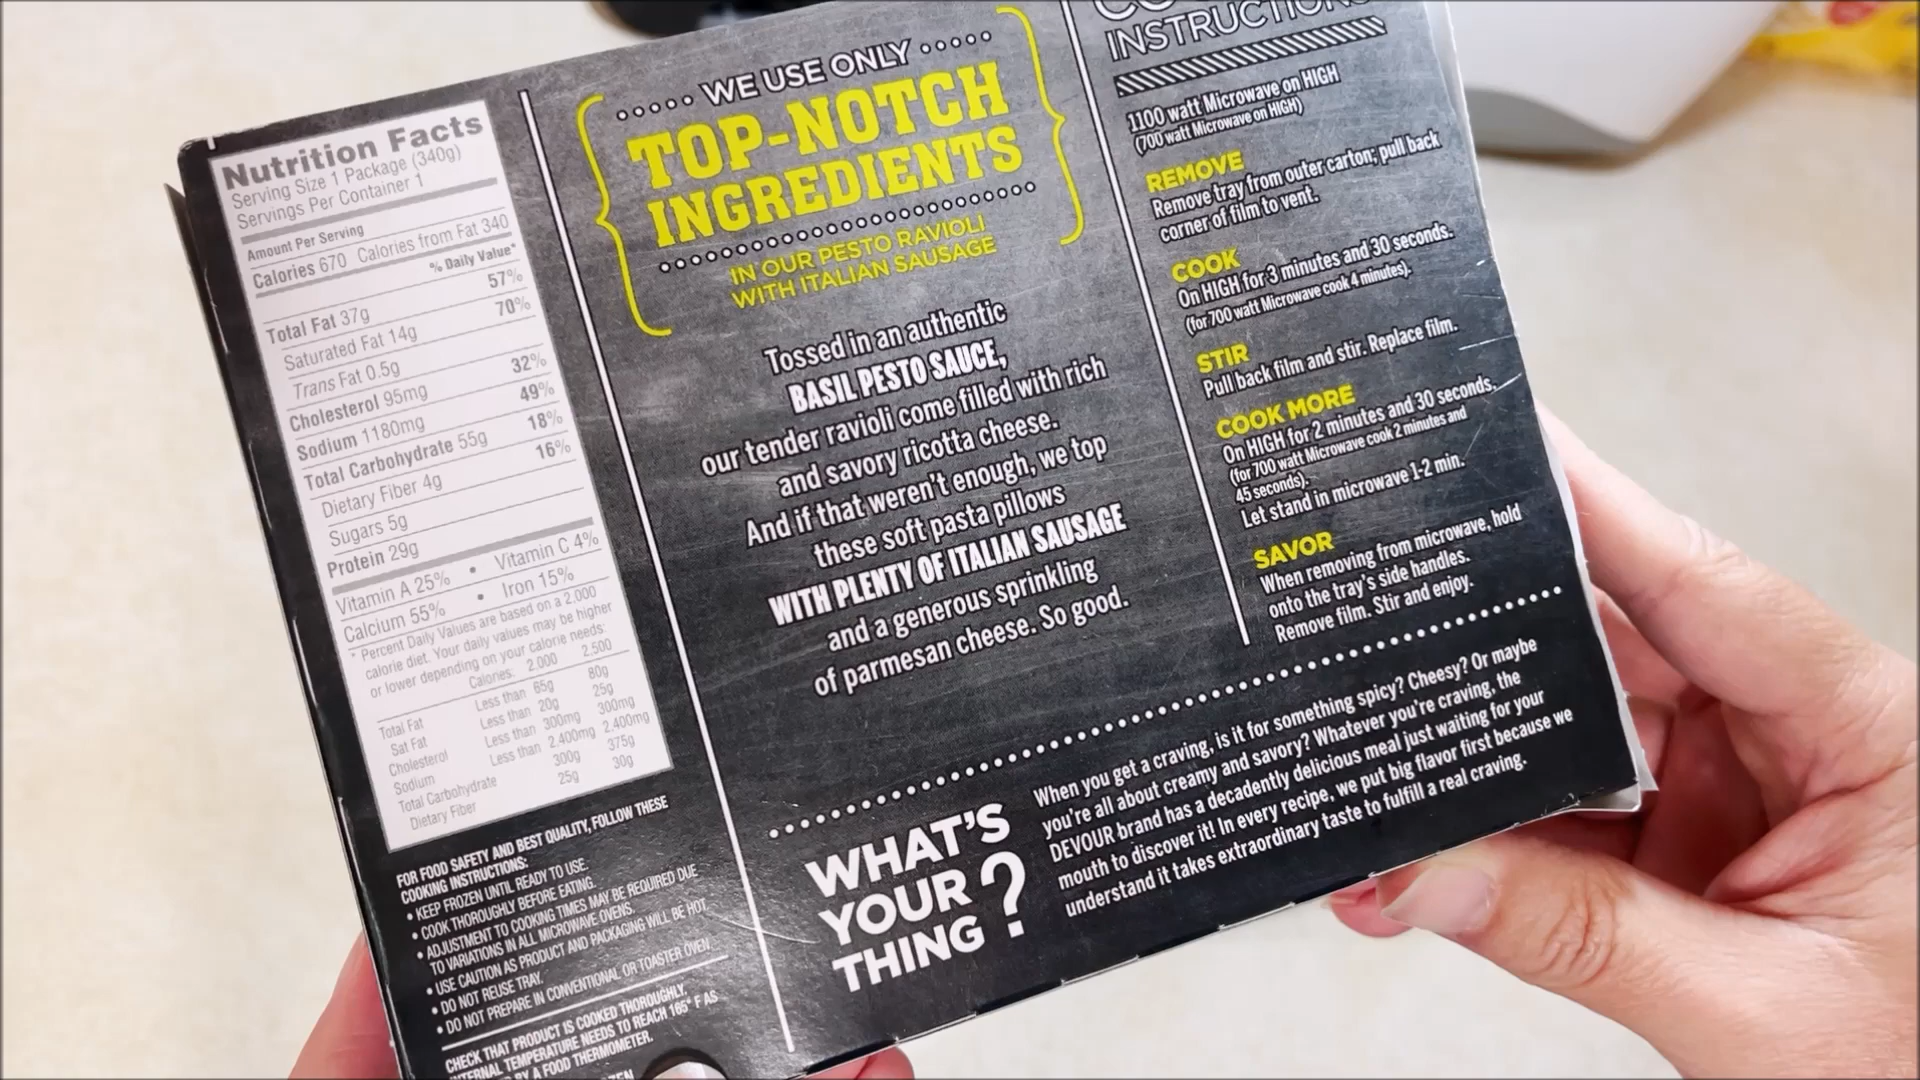 Nutrition Facts
Serving Size 1 Package (340g)
Servings Per Container 1
Amount Per Serving
Calories 670 Calories from Fat 340
% Daily Value*
Total Fat 37g 57%
Saturated Fat 14g 70%
Trans Fat 0.5g
Cholesterol 95mg 32%
Sodium 1180mg 49%
Total Carbohydrate 55g 18%
Dietary Fiber 4g 16%
Sugars 5g
Protein 29g
Vitamin A 25% • Vitamin C 4%
Calcium 55% • Iron 15%
* Percent Daily Values are based on a 2,000
calorie diet. Your daily values may be higher
or lower depending on your calorie needs:
Calories: 2,000 2,500
Total Fat Less than 65g 80g
Sat Fat Less than 20g 25g
Cholesterol Less than 300mg 300mg
Sodium Less than 2,400mg 2,400mg
Total Carbohydrate 300g 375g
Dietary Fiber 25g 30g
FOR FOOD SAFETY AND BEST QUALITY, FOLLOW THESE
COOKING INSTRUCTIONS:
• KEEP FROZEN UNTIL READY TO USE.
• COOK THOROUGHLY BEFORE EATING.
• ADJUSTMENT TO COOKING TIMES MAY BE REQUIRED DUE
TO VARIATIONS IN ALL MICROWAVE OVENS.
• USE CAUTION AS PRODUCT AND PACKAGING WILL BE HOT.
• DO NOT REUSE TRAY.
• DO NOT PREPARE IN CONVENTIONAL OR TOASTER OVEN.
CHECK THAT PRODUCT IS COOKED THOROUGHLY.
TEMPERATURE NEEDS TO REACH 165° F AS
BY A FOOD THERMOMETER.
WE USE ONLY
TOP-NOTCH
INGREDIENTS
IN OUR PESTO RAVIOLI
WITH ITALIAN SAUSAGE
Tossed in an authentic
BASIL PESTO SAUCE,
our tender ravioli come filled with rich
and savory ricotta cheese.
And if that weren't enough, we top
these soft pasta pillows
WITH PLENTY OF ITALIAN SAUSAGE
and a generous sprinkling
of parmesan cheese. So good.
INSTRUCTIONS
1100 watt Microwave on HIGH
(700 watt Microwave on HIGH)
REMOVE
Remove tray from outer carton; pull back
corner of film to vent.
COOK
On HIGH for 3 minutes and 30 seconds.
(for 700 watt Microwave cook 4 minutes).
STIR
Pull back film and stir. Replace film.
COOK MORE
On HIGH for 2 minutes and 30 seconds.
(for 700 watt Microwave cook 2 minutes and
45 seconds).
Let stand in microwave 1-2 min.
SAVOR
When removing from microwave, hold
onto the tray's side handles.
Remove film. Stir and enjoy.
WHAT'S
YOUR
THING?
When you get a craving, is it for something spicy? Cheesy? Or maybe
you're all about creamy and savory? Whatever you're craving, the
DEVOUR brand has a decadently delicious meal just waiting for your
mouth to discover it! In every recipe, we put big flavor first because we
understand it takes extraordinary taste to fulfill a real craving.